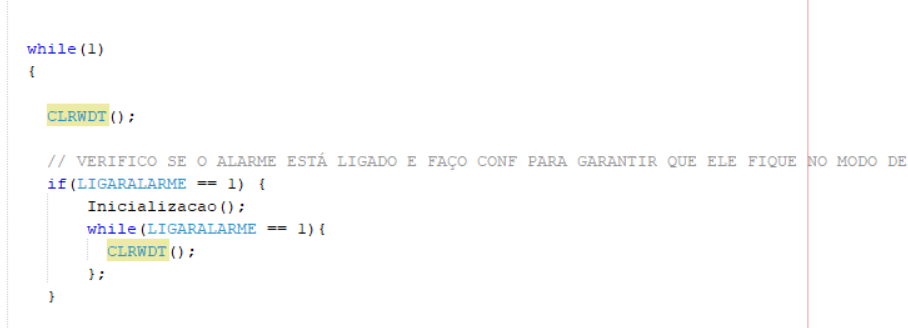 while(1)
{
CLRWDT();
// VERIFICO SE O ALARME ESTÁ LIGADO E FAÇO CONF PARA GARANTIR QUE ELE FIQUE NO MODO DE
if(LIGARALARME == 1) {
Inicializacao();
while(LIGARALARME == 1){
CLRWDT();
};
}